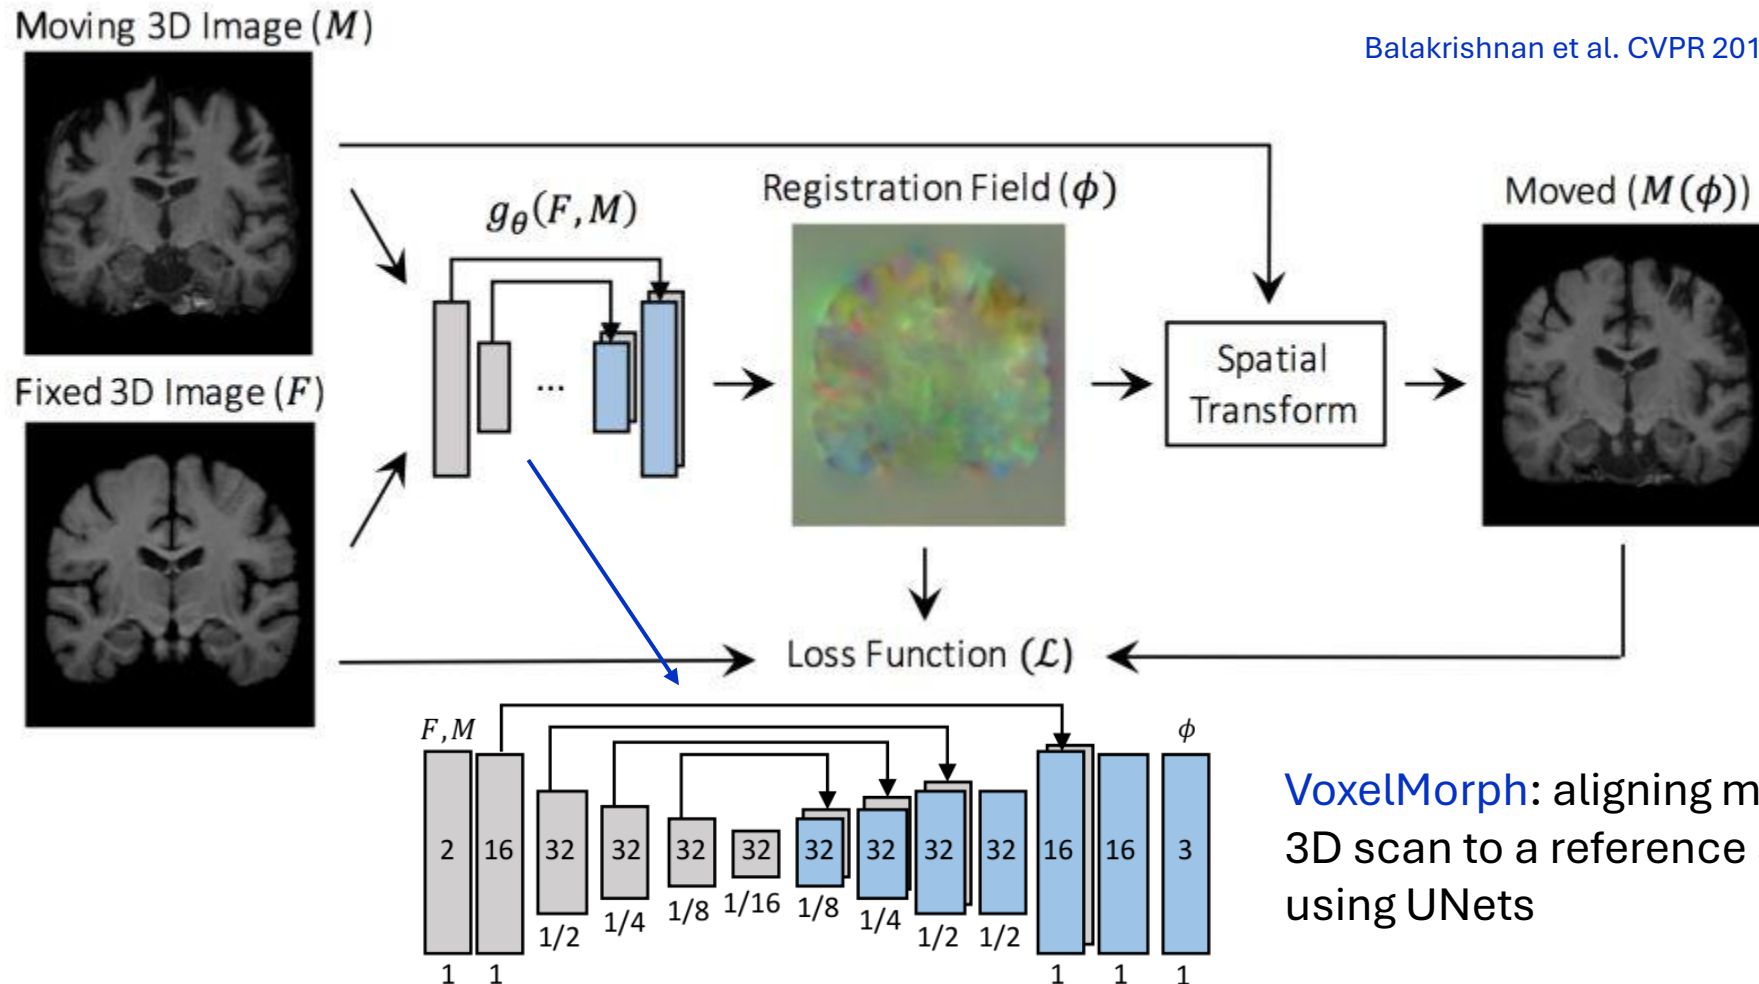 Moving 3D Image (M)
Balakrishnan et al. CVPR 201
g_θ(F, M)
Registration Field (ϕ)
Moved (M(ϕ))
Spatial
Transform
...
Fixed 3D Image (F)
Loss Function (ℒ)
F, M
ϕ
2 16 32 32 32 32 32 32 32 32 16 16 3
1/8 1/16 1/8
1/4 1/4
1/2 1/2 1/2
1 1 1 1 1
VoxelMorph: aligning m
3D scan to a reference
using UNets